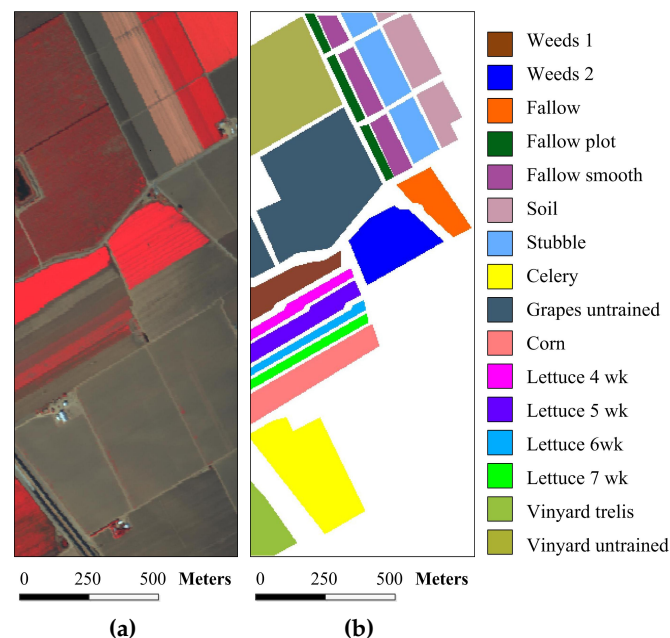 Weeds 1
Weeds 2
Fallow
Fallow plot
Fallow smooth
Soil
Stubble
Celery
Grapes untrained
Corn
Lettuce 4 wk
Lettuce 5 wk
Lettuce 6wk
Lettuce 7 wk
Vinyard trelis
Vinyard untrained
0 250 500 Meters
0 250 500 Meters
(a) (b)